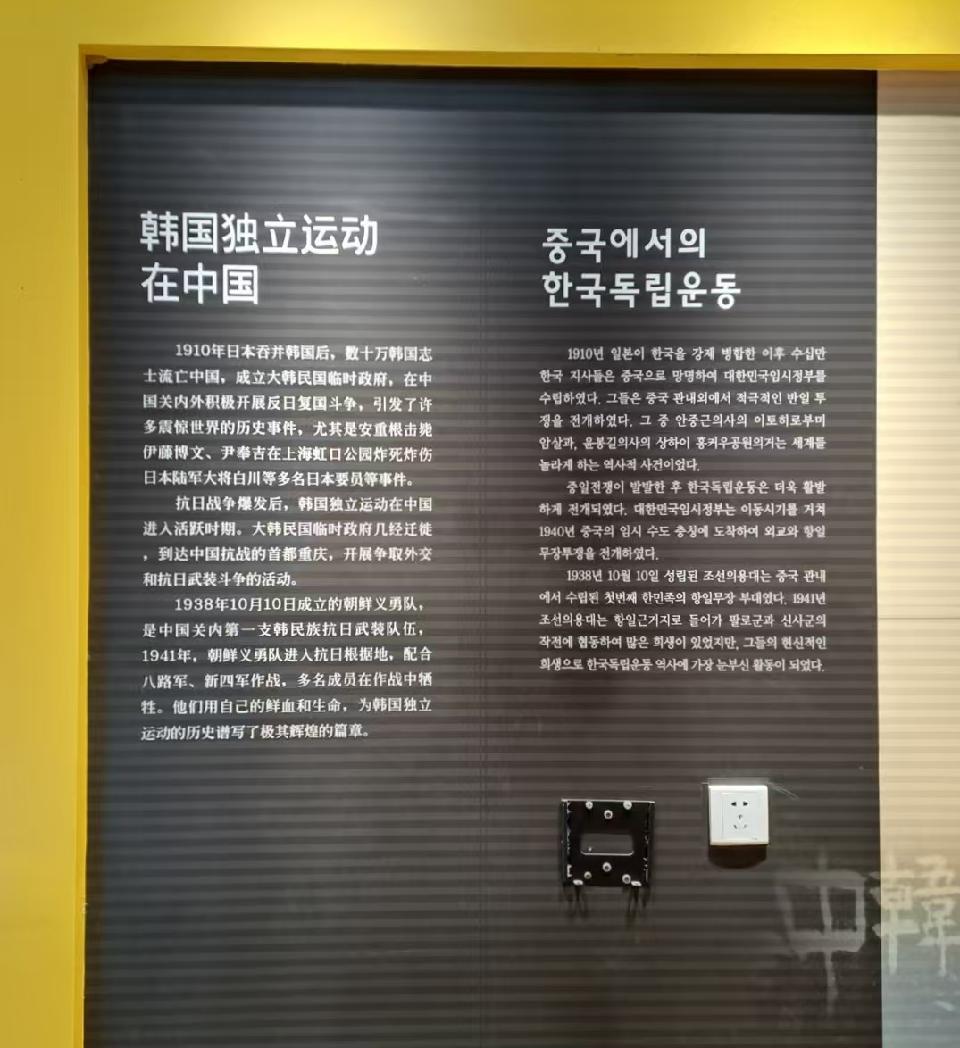 韩国独立运动
在中国
1910年日本吞并韩国后，数十万韩国志
士流亡中国，成立大韩民国临时政府，在中
国关内外积极开展反日复国斗争，引发了许
多震惊世界的历史事件，尤其是安重根击毙
伊藤博文、尹奉吉在上海虹口公园炸死炸伤
日本陆军大将白川等多名日本要员等事件。
抗日战争爆发后，韩国独立运动在中国
进入活跃时期。大韩民国临时政府几经迁徙
，到达中国抗战的首都重庆，开展争取外交
和抗日武装斗争的活动。
1938年10月10日成立的朝鲜义勇队，
是中国关内第一支韩民族抗日武装队伍，
1941年，朝鲜义勇队进入抗日根据地，配合
八路军、新四军作战，多名成员在作战中牺
牲。他们用自己的鲜血和生命，为韩国独立
运动的历史谱写了极其辉煌的篇章。
중국에서의
한국독립운동
1910년 일본이 한국을 강제 병합한 이후 수십만
한국 지사들은 중국으로 망명하여 대한민국임시정부를
수립하였다. 그들은 중국 관내외에서 적극적인 반일 투
쟁을 전개하였다. 그 중 안중근의사의 이토히로부미
암살과, 윤봉길의사의 상하이 홍커우공원의거는 세계를
놀라게 하는 역사적 사건이었다.
중일전쟁이 발발한 후 한국독립운동은 더욱 활발
하게 전개되였다. 대한민국임시정부는 이동시기를 거쳐
1940년 중국의 임시 수도 충칭에 도착하여 외교와 항일
무장투쟁을 전개하였다.
1938년 10월 10일 성립된 조선의용대는 중국 관내
에서 수립된 첫번째 한민족의 항일무장 부대였다. 1941년
조선의용대는 항일근거지로 들어가 팔로군과 신사군의
작전에 협동하여 많은 희생이 있었지만, 그들의 헌신적인
희생으로 한국독립운동 역사에 가장 눈부신 활동이 되었다.
中韓